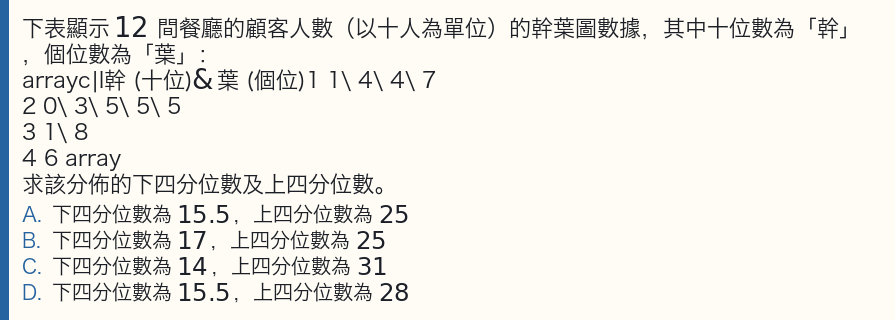 下表顯示 12 間餐廳的顧客人數（以十人為單位）的幹葉圖數據，其中十位數為「幹」
，個位數為「葉」：
arrayc|l幹 (十位)& 葉 (個位)1 1\ 4\ 4\ 7
2 0\ 3\ 5\ 5\ 5
3 1\ 8
4 6 array
求該分佈的下四分位數及上四分位數。
A. 下四分位數為 15.5，上四分位數為 25
B. 下四分位數為 17，上四分位數為 25
C. 下四分位數為 14，上四分位數為 31
D. 下四分位數為 15.5，上四分位數為 28